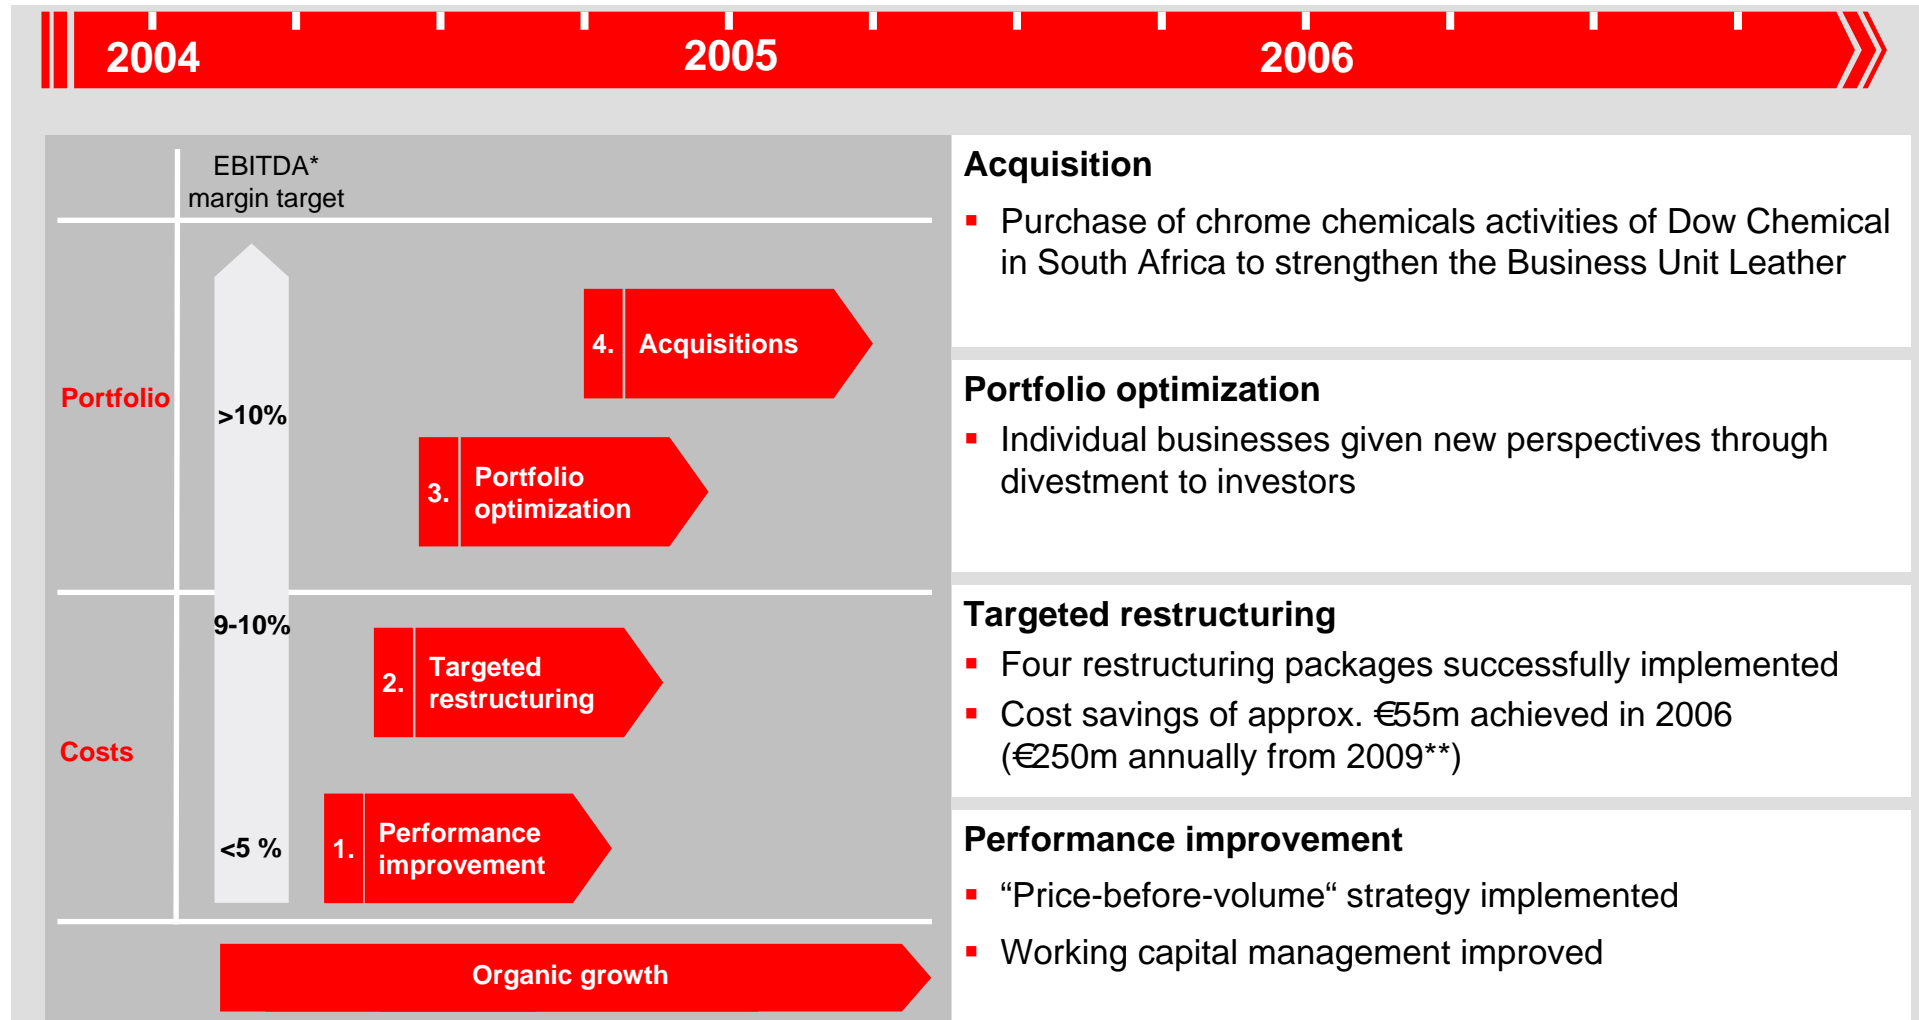 2004
2005
2006
EBITDA*
margin target
Portfolio
>10%
9-10%
Costs
<5 %
4. Acquisitions
3. Portfolio
optimization
2. Targeted
restructuring
1. Performance
improvement
Organic growth
Acquisition
▪ Purchase of chrome chemicals activities of Dow Chemical
in South Africa to strengthen the Business Unit Leather
Portfolio optimization
▪ Individual businesses given new perspectives through
divestment to investors
Targeted restructuring
▪ Four restructuring packages successfully implemented
▪ Cost savings of approx. €55m achieved in 2006
(€250m annually from 2009**)
Performance improvement
▪ “Price-before-volume“ strategy implemented
▪ Working capital management improved